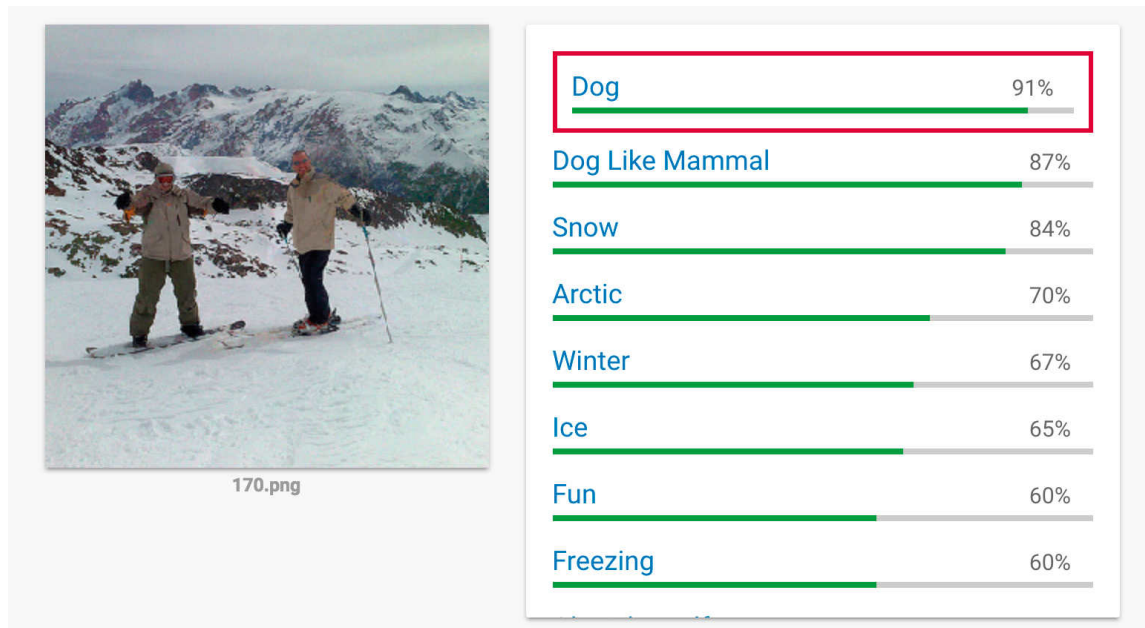 Dog 91%
Dog Like Mammal 87%
Snow 84%
Arctic 70%
Winter 67%
Ice 65%
Fun 60%
Freezing 60%
170.png